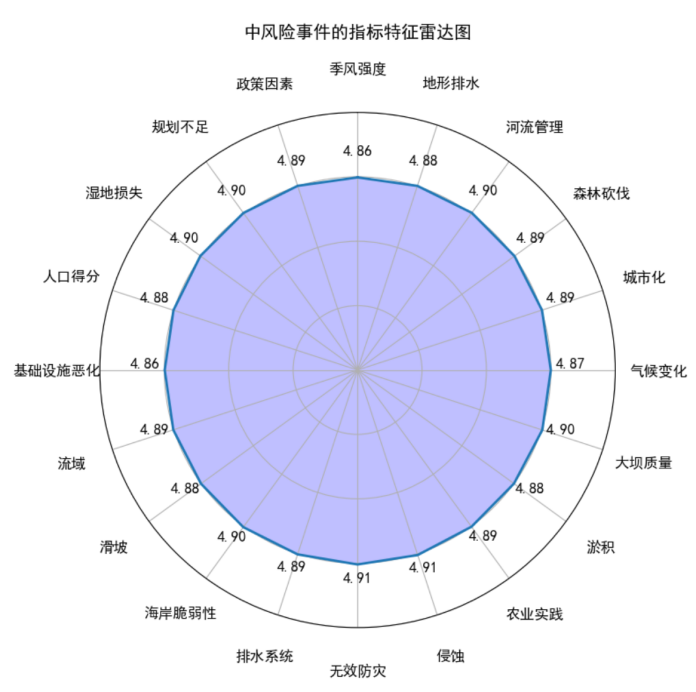 中风险事件的指标特征雷达图
季风强度
政策因素
地形排水
规划不足
河流管理
4.86
4.89
4.88
湿地损失
4.90
4.90
森林砍伐
4.90
4.89
人口得分
4.88
4.89
城市化
基础设施恶化
4.86
4.87
气候变化
4.89
4.90
流域
大坝质量
4.88
4.88
滑坡
4.90
4.89
淤积
4.89
4.91
4.91
海岸脆弱性
农业实践
排水系统
侵蚀
无效防灾